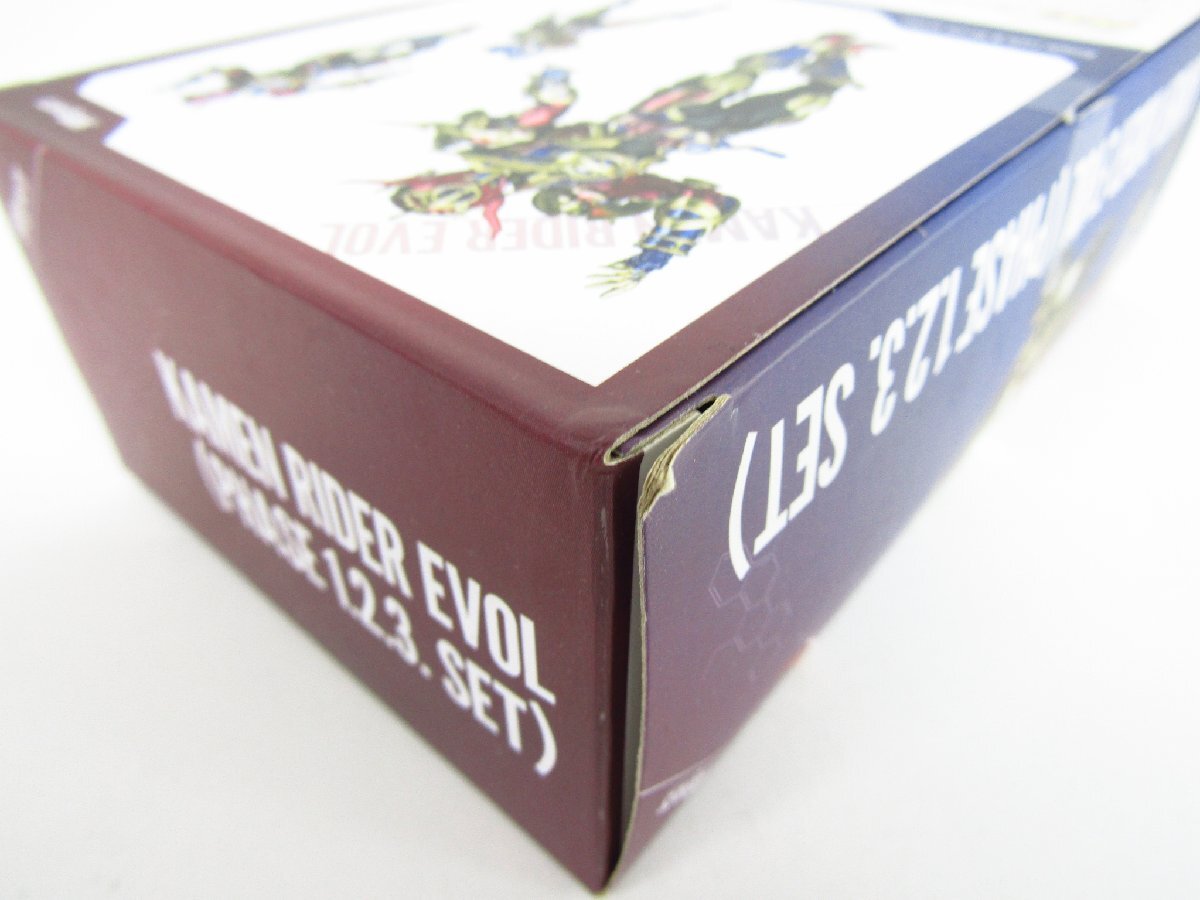 KAMEN RIDER EVOL
KAMEN RIDER EVOL
(PHASE 1.2.3. SET)
(PHASE 1.2.3. SET)